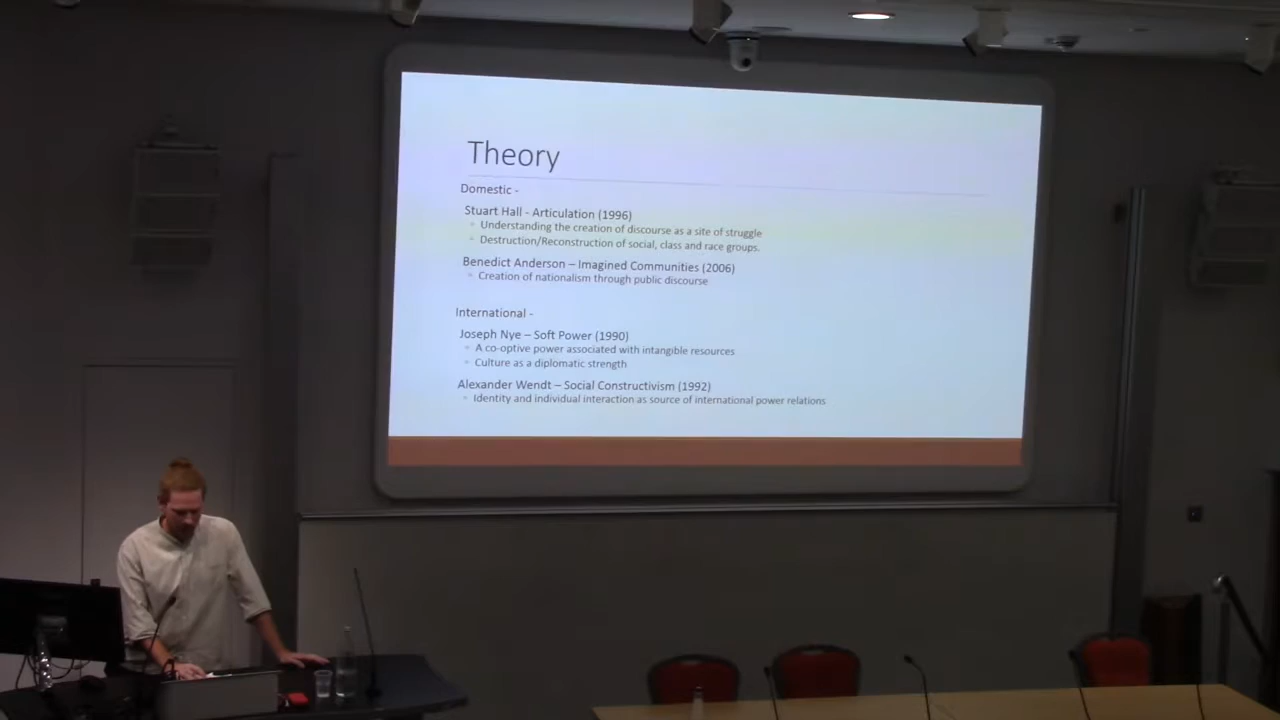 Theory
Domestic -
Stuart Hall - Articulation (1996)
Understanding the creation of discourse as a site of struggle
Destruction/Reconstruction of social, class and race groups.
Benedict Anderson – Imagined Communities (2006)
Creation of nationalism through public discourse
International -
Joseph Nye – Soft Power (1990)
A co-optive power associated with intangible resources
Culture as a diplomatic strength
Alexander Wendt – Social Constructivism (1992)
Identity and individual interaction as source of international power relations